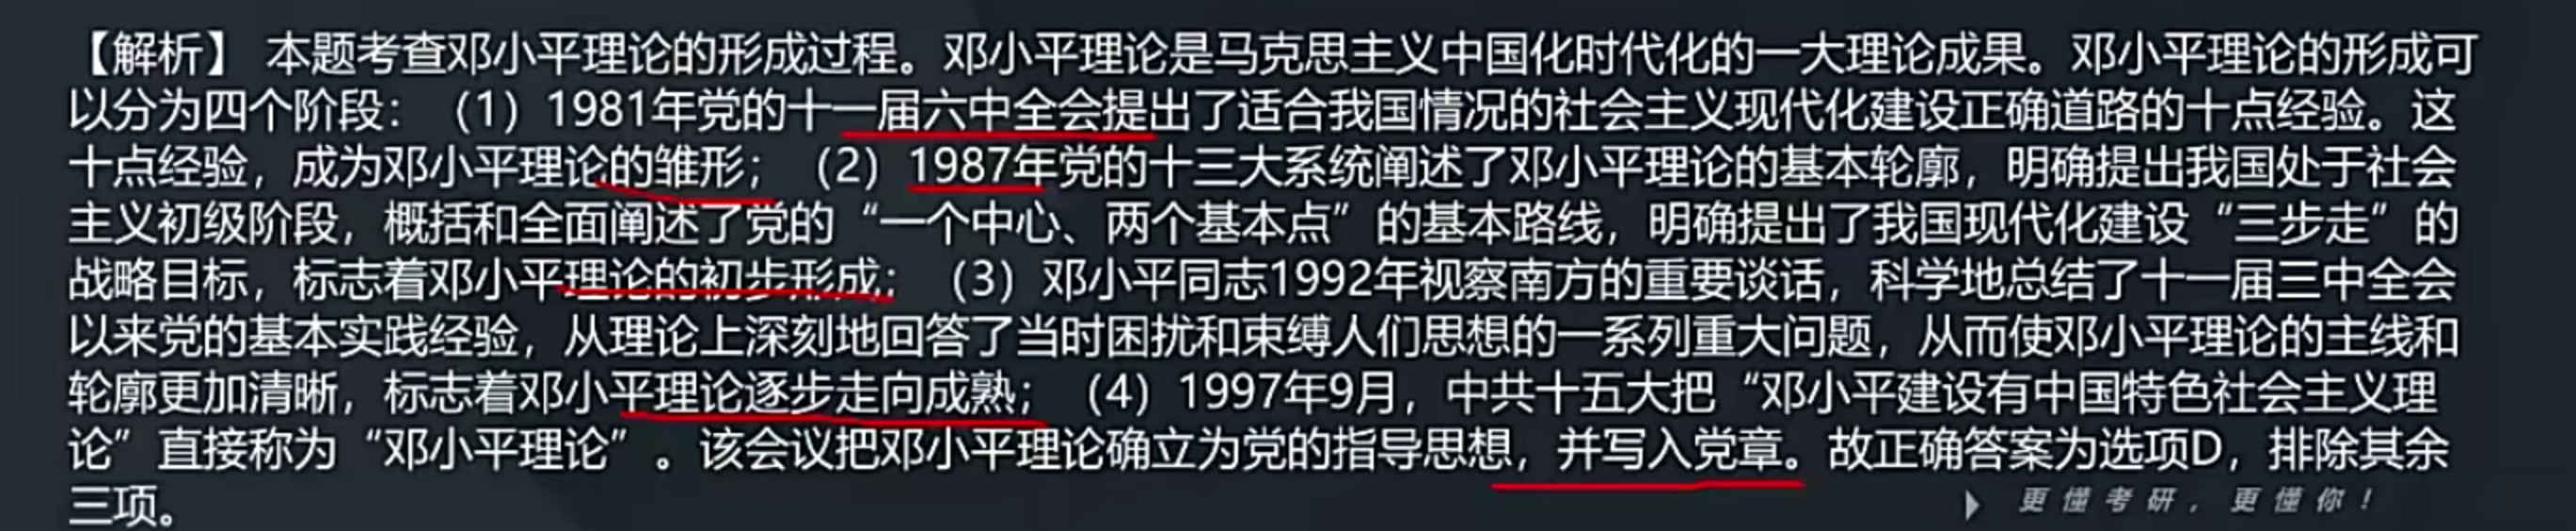 【解析】 本题考查邓小平理论的形成过程。邓小平理论是马克思主义中国化时代化的一大理论成果。邓小平理论的形成可
以分为四个阶段：（1）1981年党的十一届六中全会提出了适合我国情况的社会主义现代化建设正确道路的十点经验。这
十点经验，成为邓小平理论的雏形；（2）1987年党的十三大系统阐述了邓小平理论的基本轮廓，明确提出我国处于社会
主义初级阶段，概括和全面阐述了党的“一个中心、两个基本点”的基本路线，明确提出了我国现代化建设“三步走”的
战略目标，标志着邓小平理论的初步形成；（3）邓小平同志1992年视察南方的重要谈话，科学地总结了十一届三中全会
以来党的基本实践经验，从理论上深刻地回答了当时困扰和束缚人们思想的一系列重大问题，从而使邓小平理论的主线和
轮廓更加清晰，标志着邓小平理论逐步走向成熟；（4）1997年9月，中共十五大把“邓小平建设有中国特色社会主义理
论”直接称为“邓小平理论”。该会议把邓小平理论确立为党的指导思想，并写入党章。故正确答案为选项D，排除其余
三项。
更懂考研，更懂你！